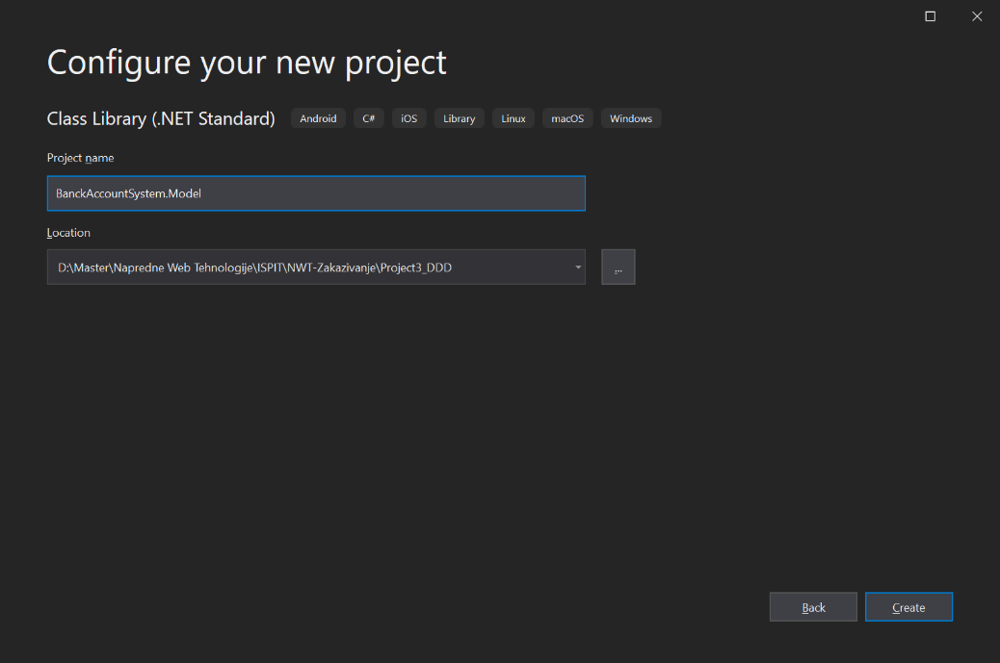 Configure your new project
Class Library (.NET Standard) Android C# iOS Library Linux macOS Windows
Project name
BanckAccountSystem.Model
Location
D:\Master\Napredne Web Tehnologije\ISPIT\NWT-Zakazivanje\Project3_DDD
...
Back Create